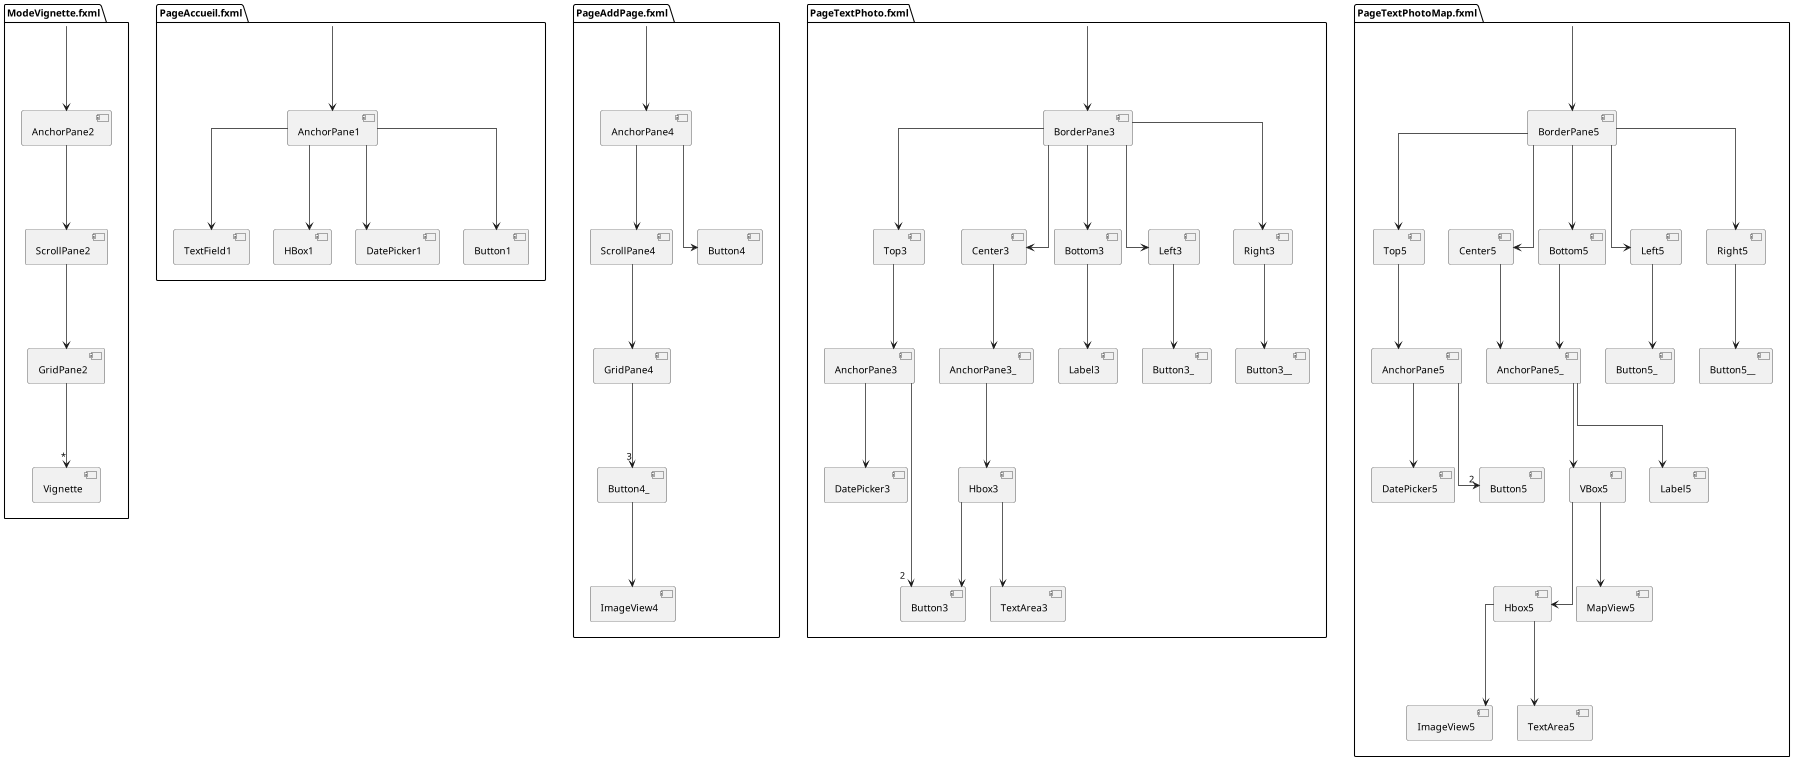 ModeVignette.fxml
AnchorPane2
ScrollPane2
GridPane2
*
Vignette
PageAccueil.fxml
AnchorPane1
TextField1
HBox1
DatePicker1
Button1
PageAddPage.fxml
AnchorPane4
ScrollPane4
Button4
GridPane4
3
Button4_
ImageView4
PageTextPhoto.fxml
BorderPane3
Top3
Center3
Bottom3
Left3
Right3
AnchorPane3
AnchorPane3_
Label3
Button3_
Button3__
DatePicker3
Hbox3
2
Button3
TextArea3
PageTextPhotoMap.fxml
BorderPane5
Top5
Center5
Bottom5
Left5
Right5
AnchorPane5
AnchorPane5_
Button5_
Button5__
DatePicker5
2
Button5
VBox5
Label5
Hbox5
MapView5
ImageView5
TextArea5